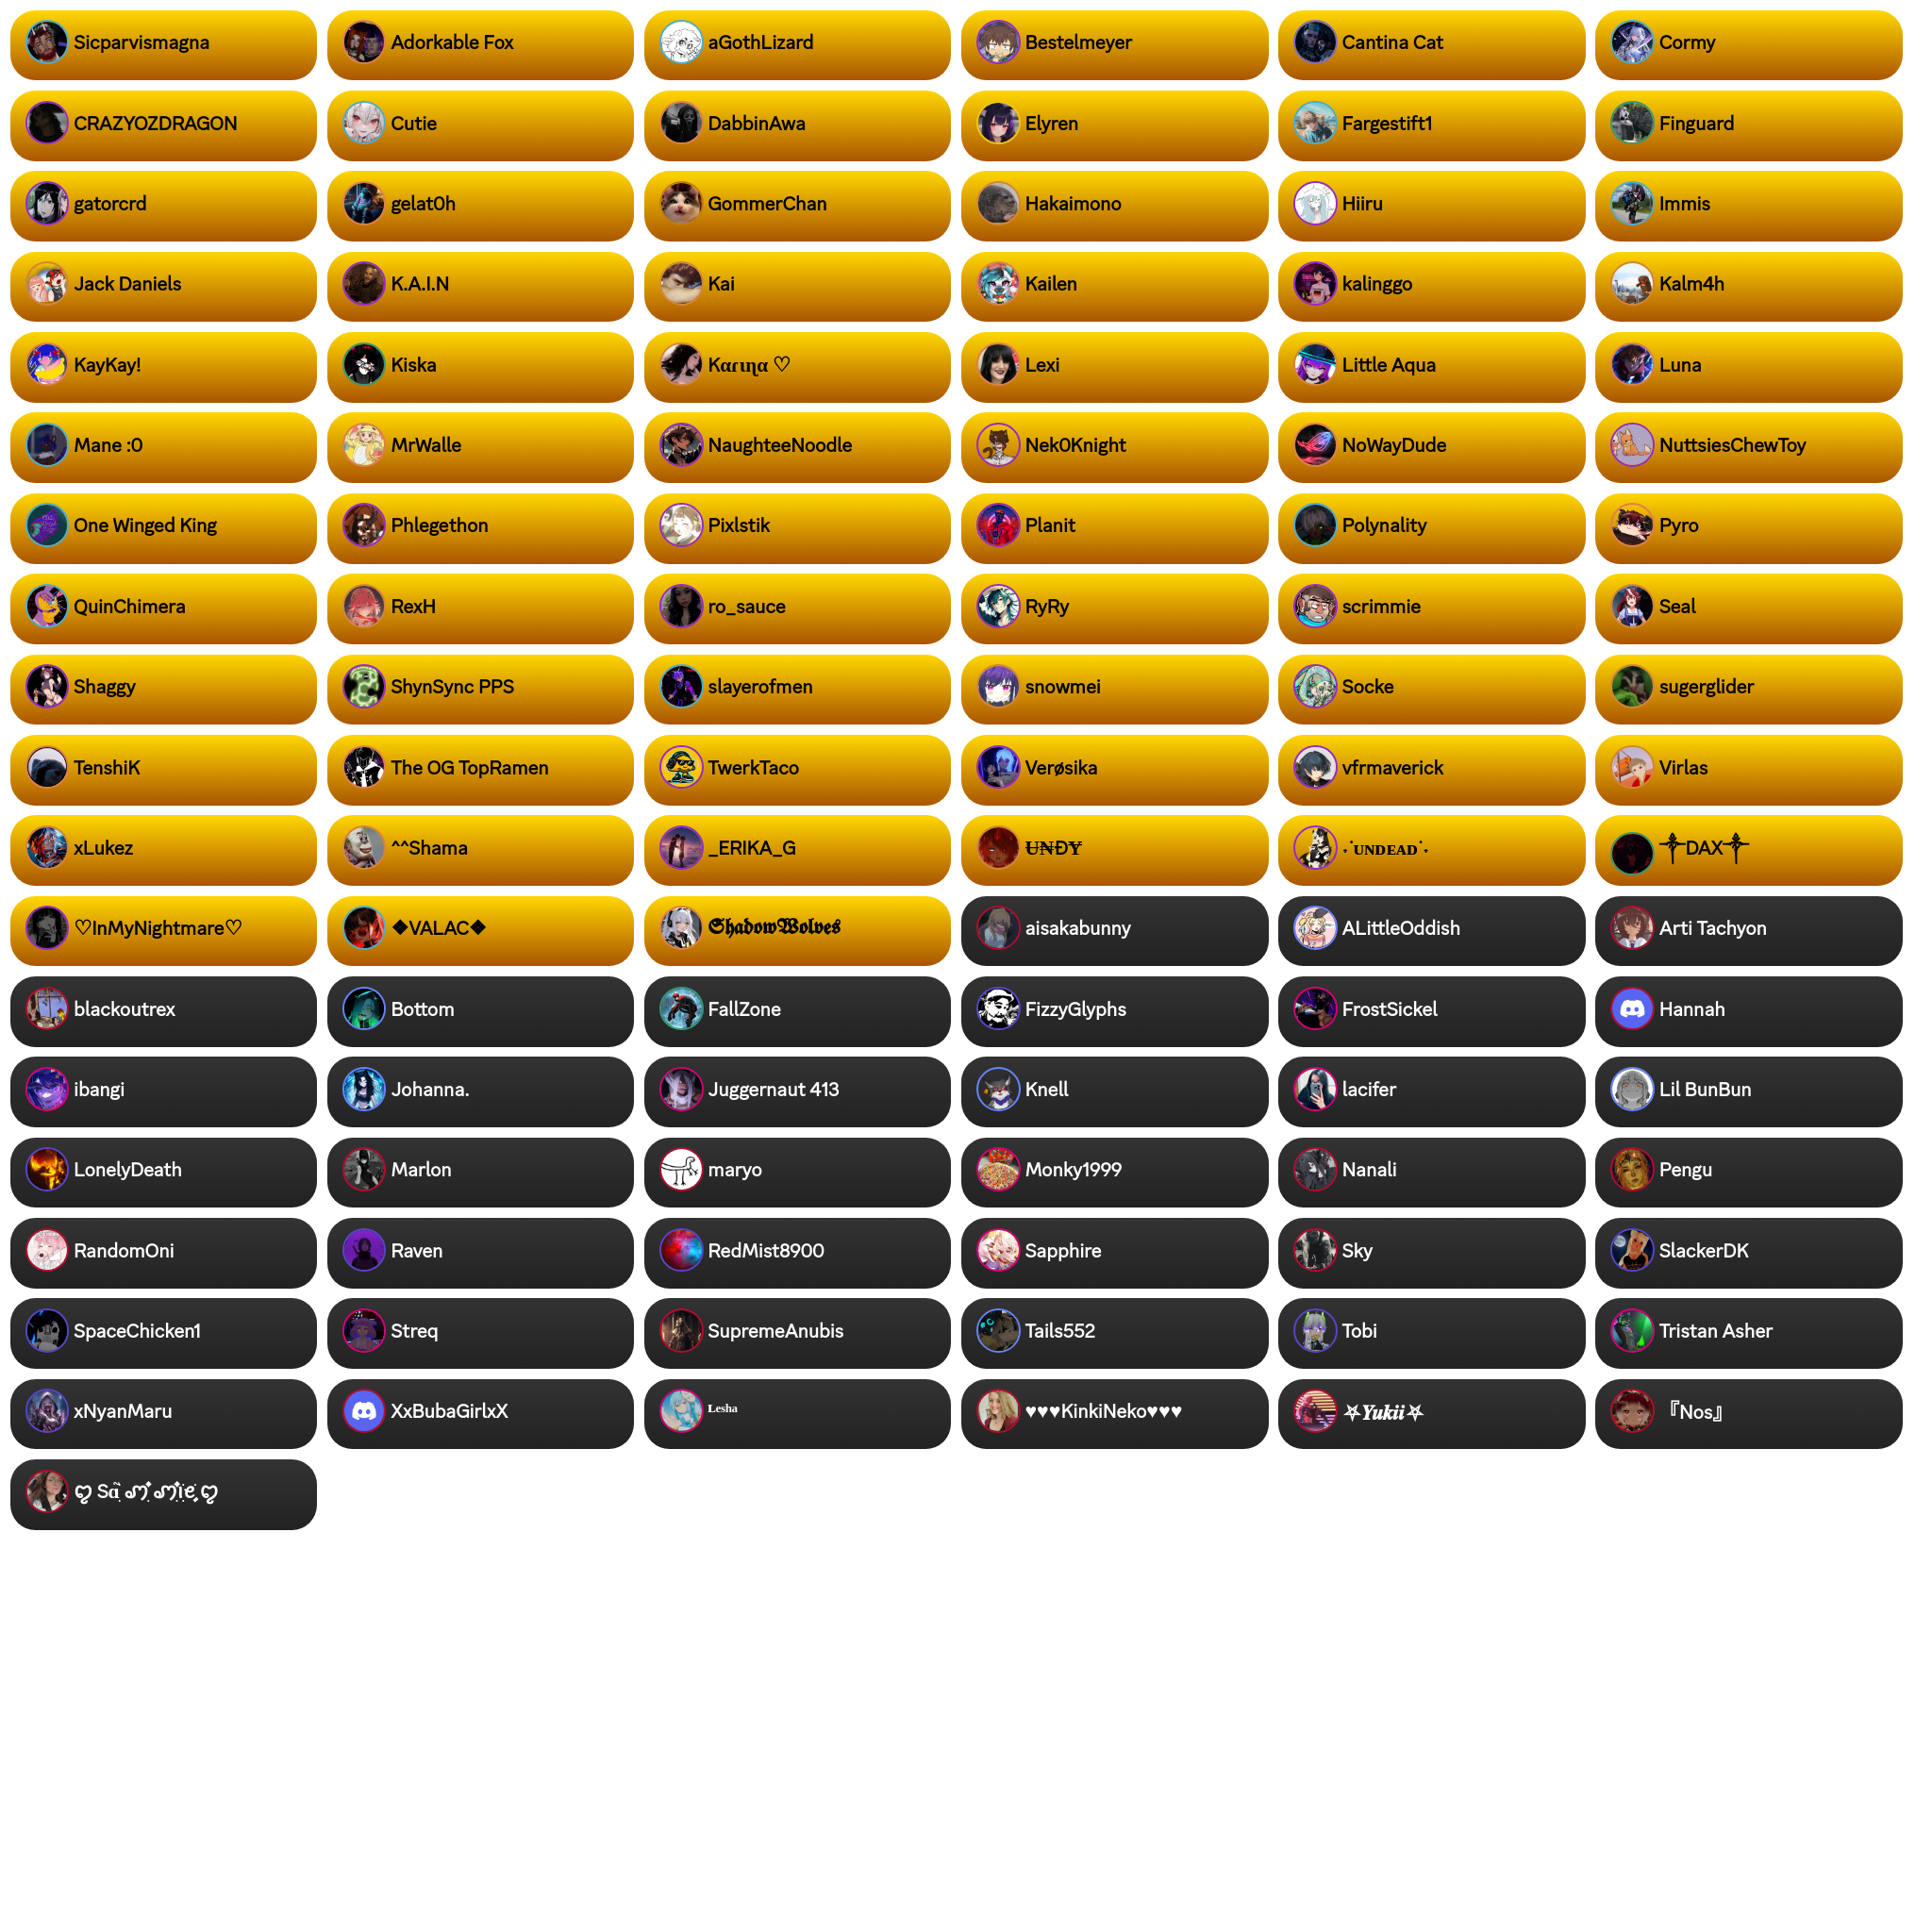 Sicparvismagna
Adorkable Fox
aGothLizard
Bestelmeyer
Cantina Cat
Cormy
CRAZYOZDRAGON
Cutie
DabbinAwa
Elyren
Fargestift1
Finguard
gatorcrd
gelat0h
GommerChan
Hakaimono
Hiiru
Immis
Jack Daniels
K.A.I.N
Kai
Kailen
kalinggo
Kalm4h
KayKay!
Kiska
Kαɾιɳα ♡
Lexi
Little Aqua
Luna
Mane :0
MrWalle
NaughteeNoodle
Nek0Knight
NoWayDude
NuttsiesChewToy
One Winged King
Phlegethon
Pixlstik
Planit
Polynality
Pyro
QuinChimera
RexH
ro_sauce
RyRy
scrimmie
Seal
Shaggy
ShynSync PPS
slayerofmen
snowmei
Socke
sugerglider
TenshiK
The OG TopRamen
TwerkTaco
Verøsika
vfrmaverick
Virlas
xLukez
^^Shama
_ERIKA_G
Ʉ₦ĐɎ
˖˙ᴜɴᴅᴇᴀᴅ˙˖
༒DAX༒
♡InMyNightmare♡
❖VALAC❖
𝕾𝖍𝖆𝖉𝖔𝖜𝖂𝖔𝖑𝖛𝖊𝖘
aisakabunny
ALittleOddish
Arti Tachyon
blackoutrex
Bottom
FallZone
FizzyGlyphs
FrostSickel
Hannah
ibangi
Johanna.
Juggernaut 413
Knell
lacifer
Lil BunBun
LonelyDeath
Marlon
maryo
Monky1999
Nanali
Pengu
RandomOni
Raven
RedMist8900
Sapphire
Sky
SlackerDK
SpaceChicken1
Streq
SupremeAnubis
Tails552
Tobi
Tristan Asher
xNyanMaru
XxBubaGirlxX
ᴸᵉˢʰᵃ
♥♥♥KinkiNeko♥♥♥
⛧𝒀𝒖𝒌𝒊𝒊⛧
『Nos』